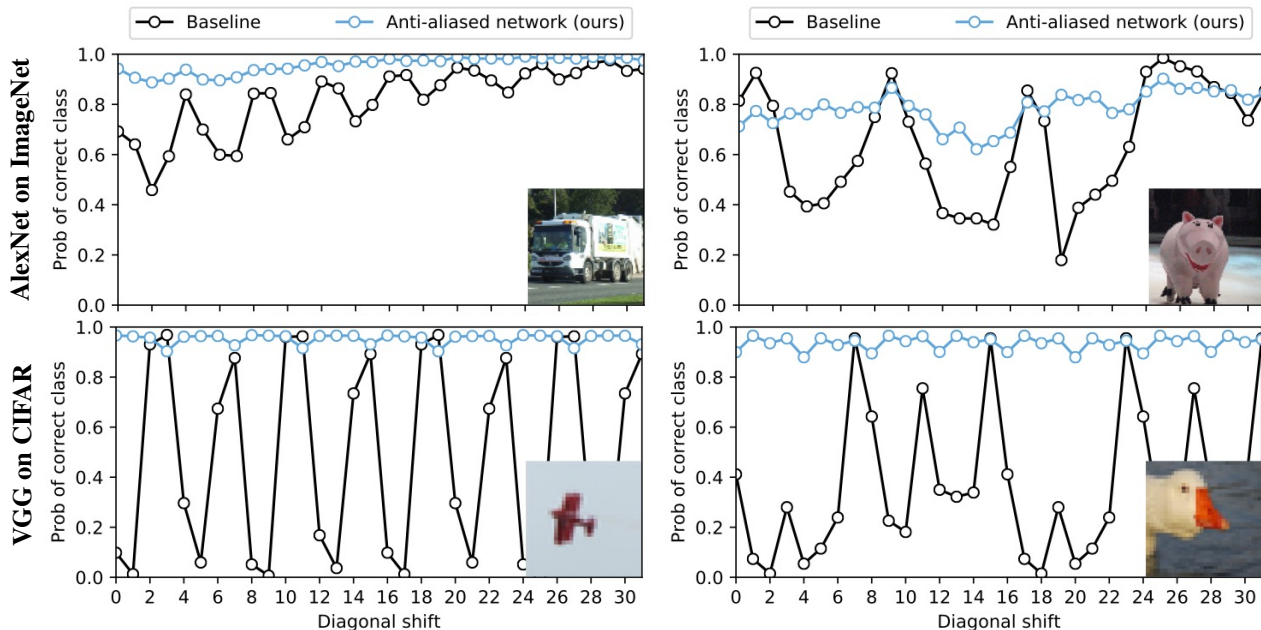 Baseline Anti-aliased network (ours)
Baseline Anti-aliased network (ours)
AlexNet on ImageNet
Prob of correct class
1.0
0.8
0.6
0.4
0.2
0.0
Prob of correct class
1.0
0.8
0.6
0.4
0.2
0.0
VGG on CIFAR
Prob of correct class
1.0
0.8
0.6
0.4
0.2
0.0
0 2 4 6 8 10 12 14 16 18 20 22 24 26 28 30
Diagonal shift
Prob of correct class
1.0
0.8
0.6
0.4
0.2
0.0
0 2 4 6 8 10 12 14 16 18 20 22 24 26 28 30
Diagonal shift